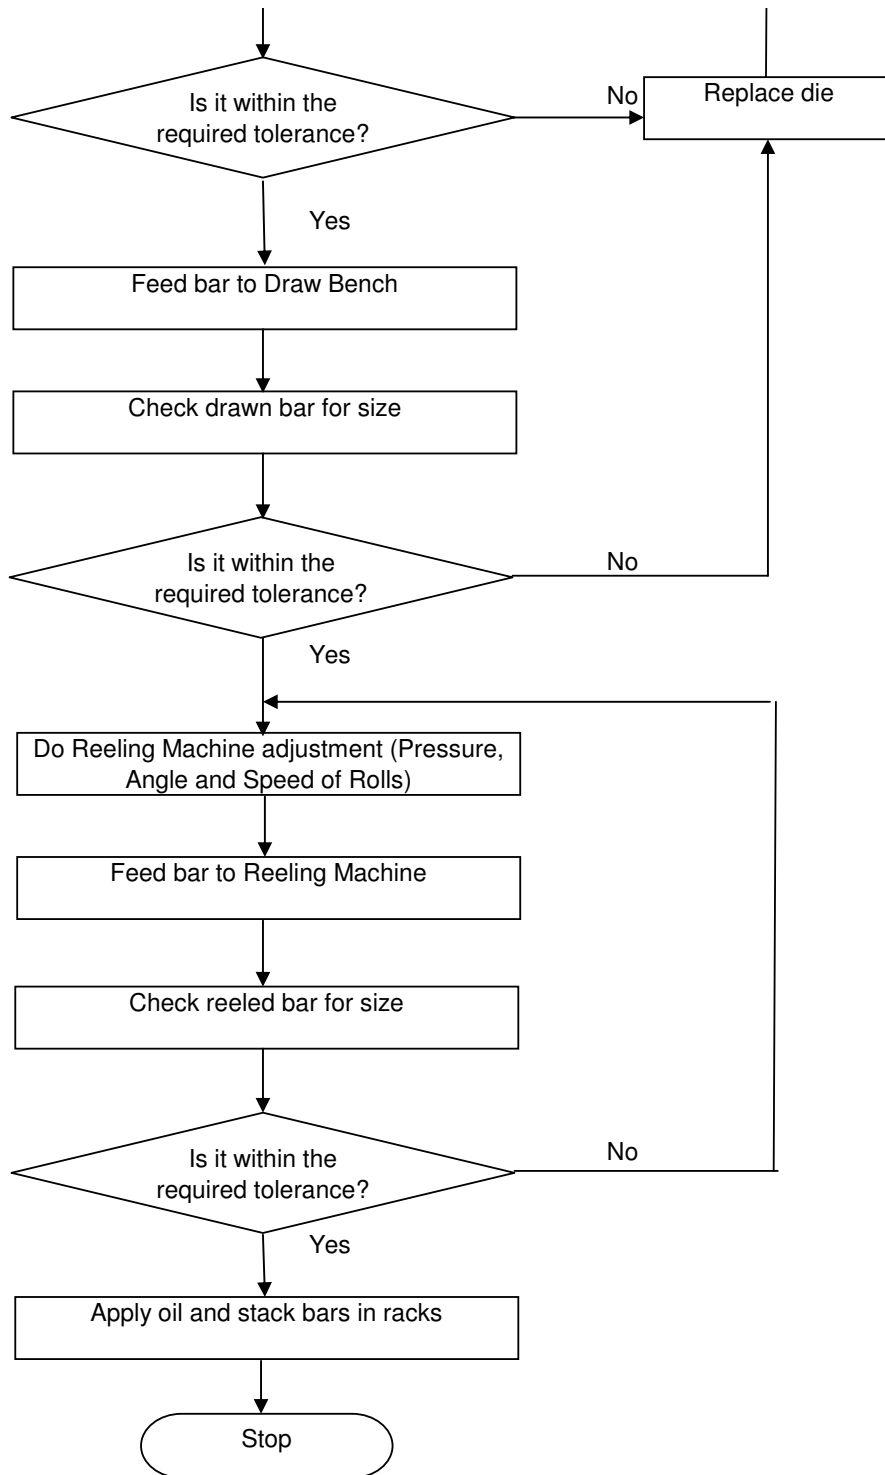 Is it within the
required tolerance?
No
Replace die
Yes
Feed bar to Draw Bench
Check drawn bar for size
Is it within the
required tolerance?
No
Yes
Do Reeling Machine adjustment (Pressure,
Angle and Speed of Rolls)
Feed bar to Reeling Machine
Check reeled bar for size
Is it within the
required tolerance?
No
Yes
Apply oil and stack bars in racks
Stop